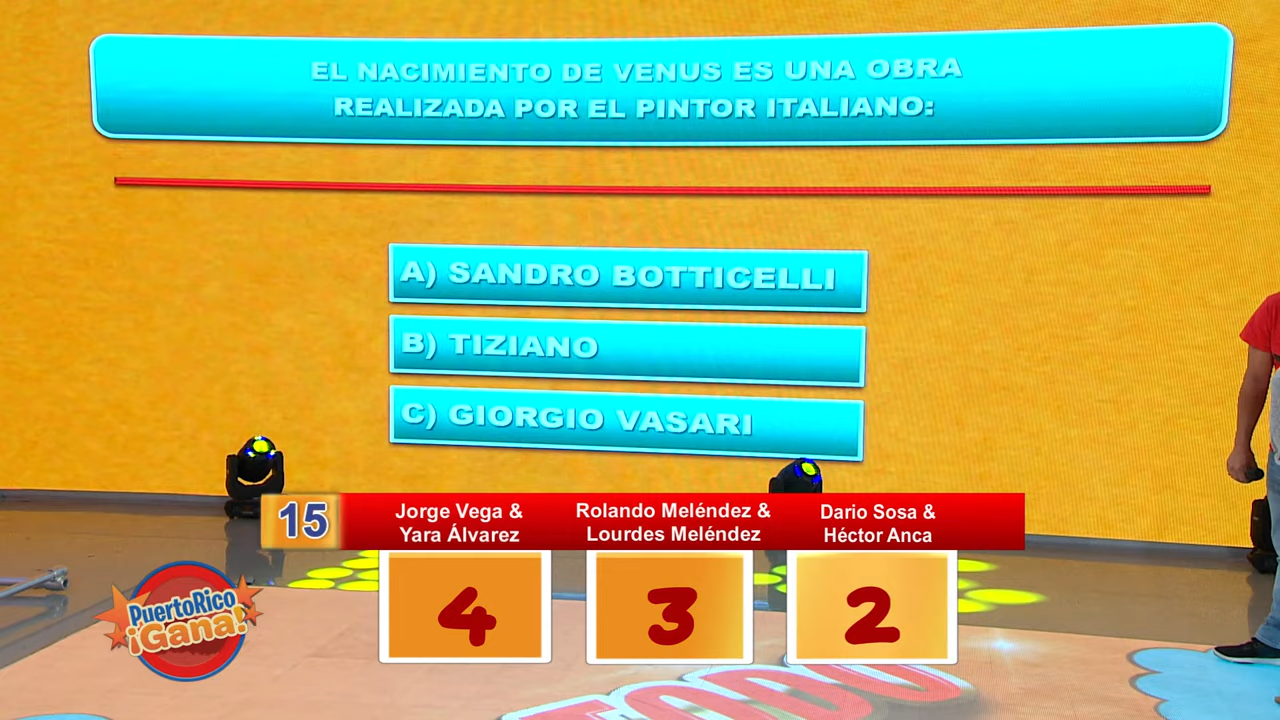 EL NACIMIENTO DE VENUS ES UNA OBRA
REALIZADA POR EL PINTOR ITALIANO:
A) SANDRO BOTTICELLI
B) TIZIANO
C) GIORGIO VASARI
15
Jorge Vega &
Yara Álvarez
Rolando Meléndez &
Lourdes Meléndez
Dario Sosa &
Héctor Anca
4
3
2
PuertoRico
¡Gana!